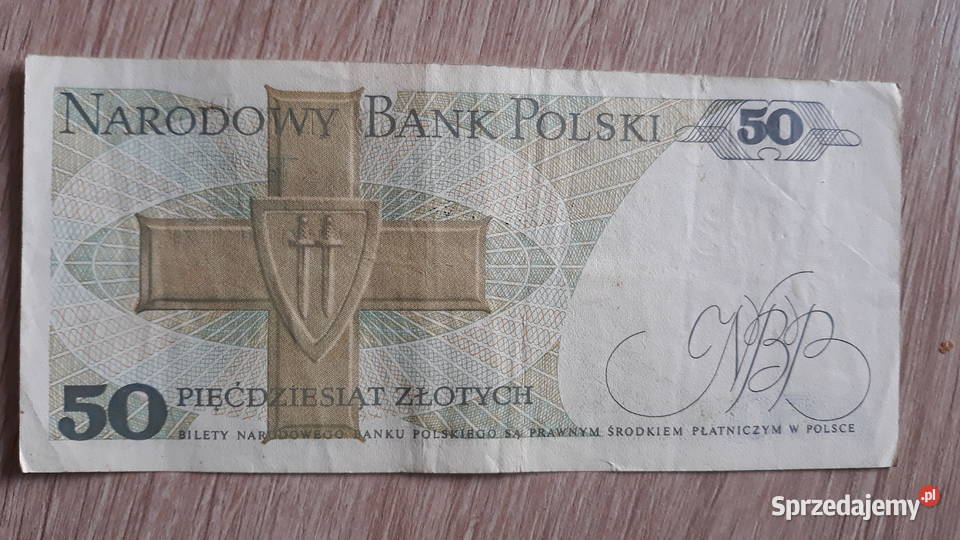 NARODOWY BANK POLSKI
50
NBP
50 PIĘĆDZIESIĄT ZŁOTYCH
BILETY NARODOWEGO BANKU POLSKIEGO SĄ PRAWNYM ŚRODKIEM PŁATNICZYM W POLSCE
Sprzedajemy.pl